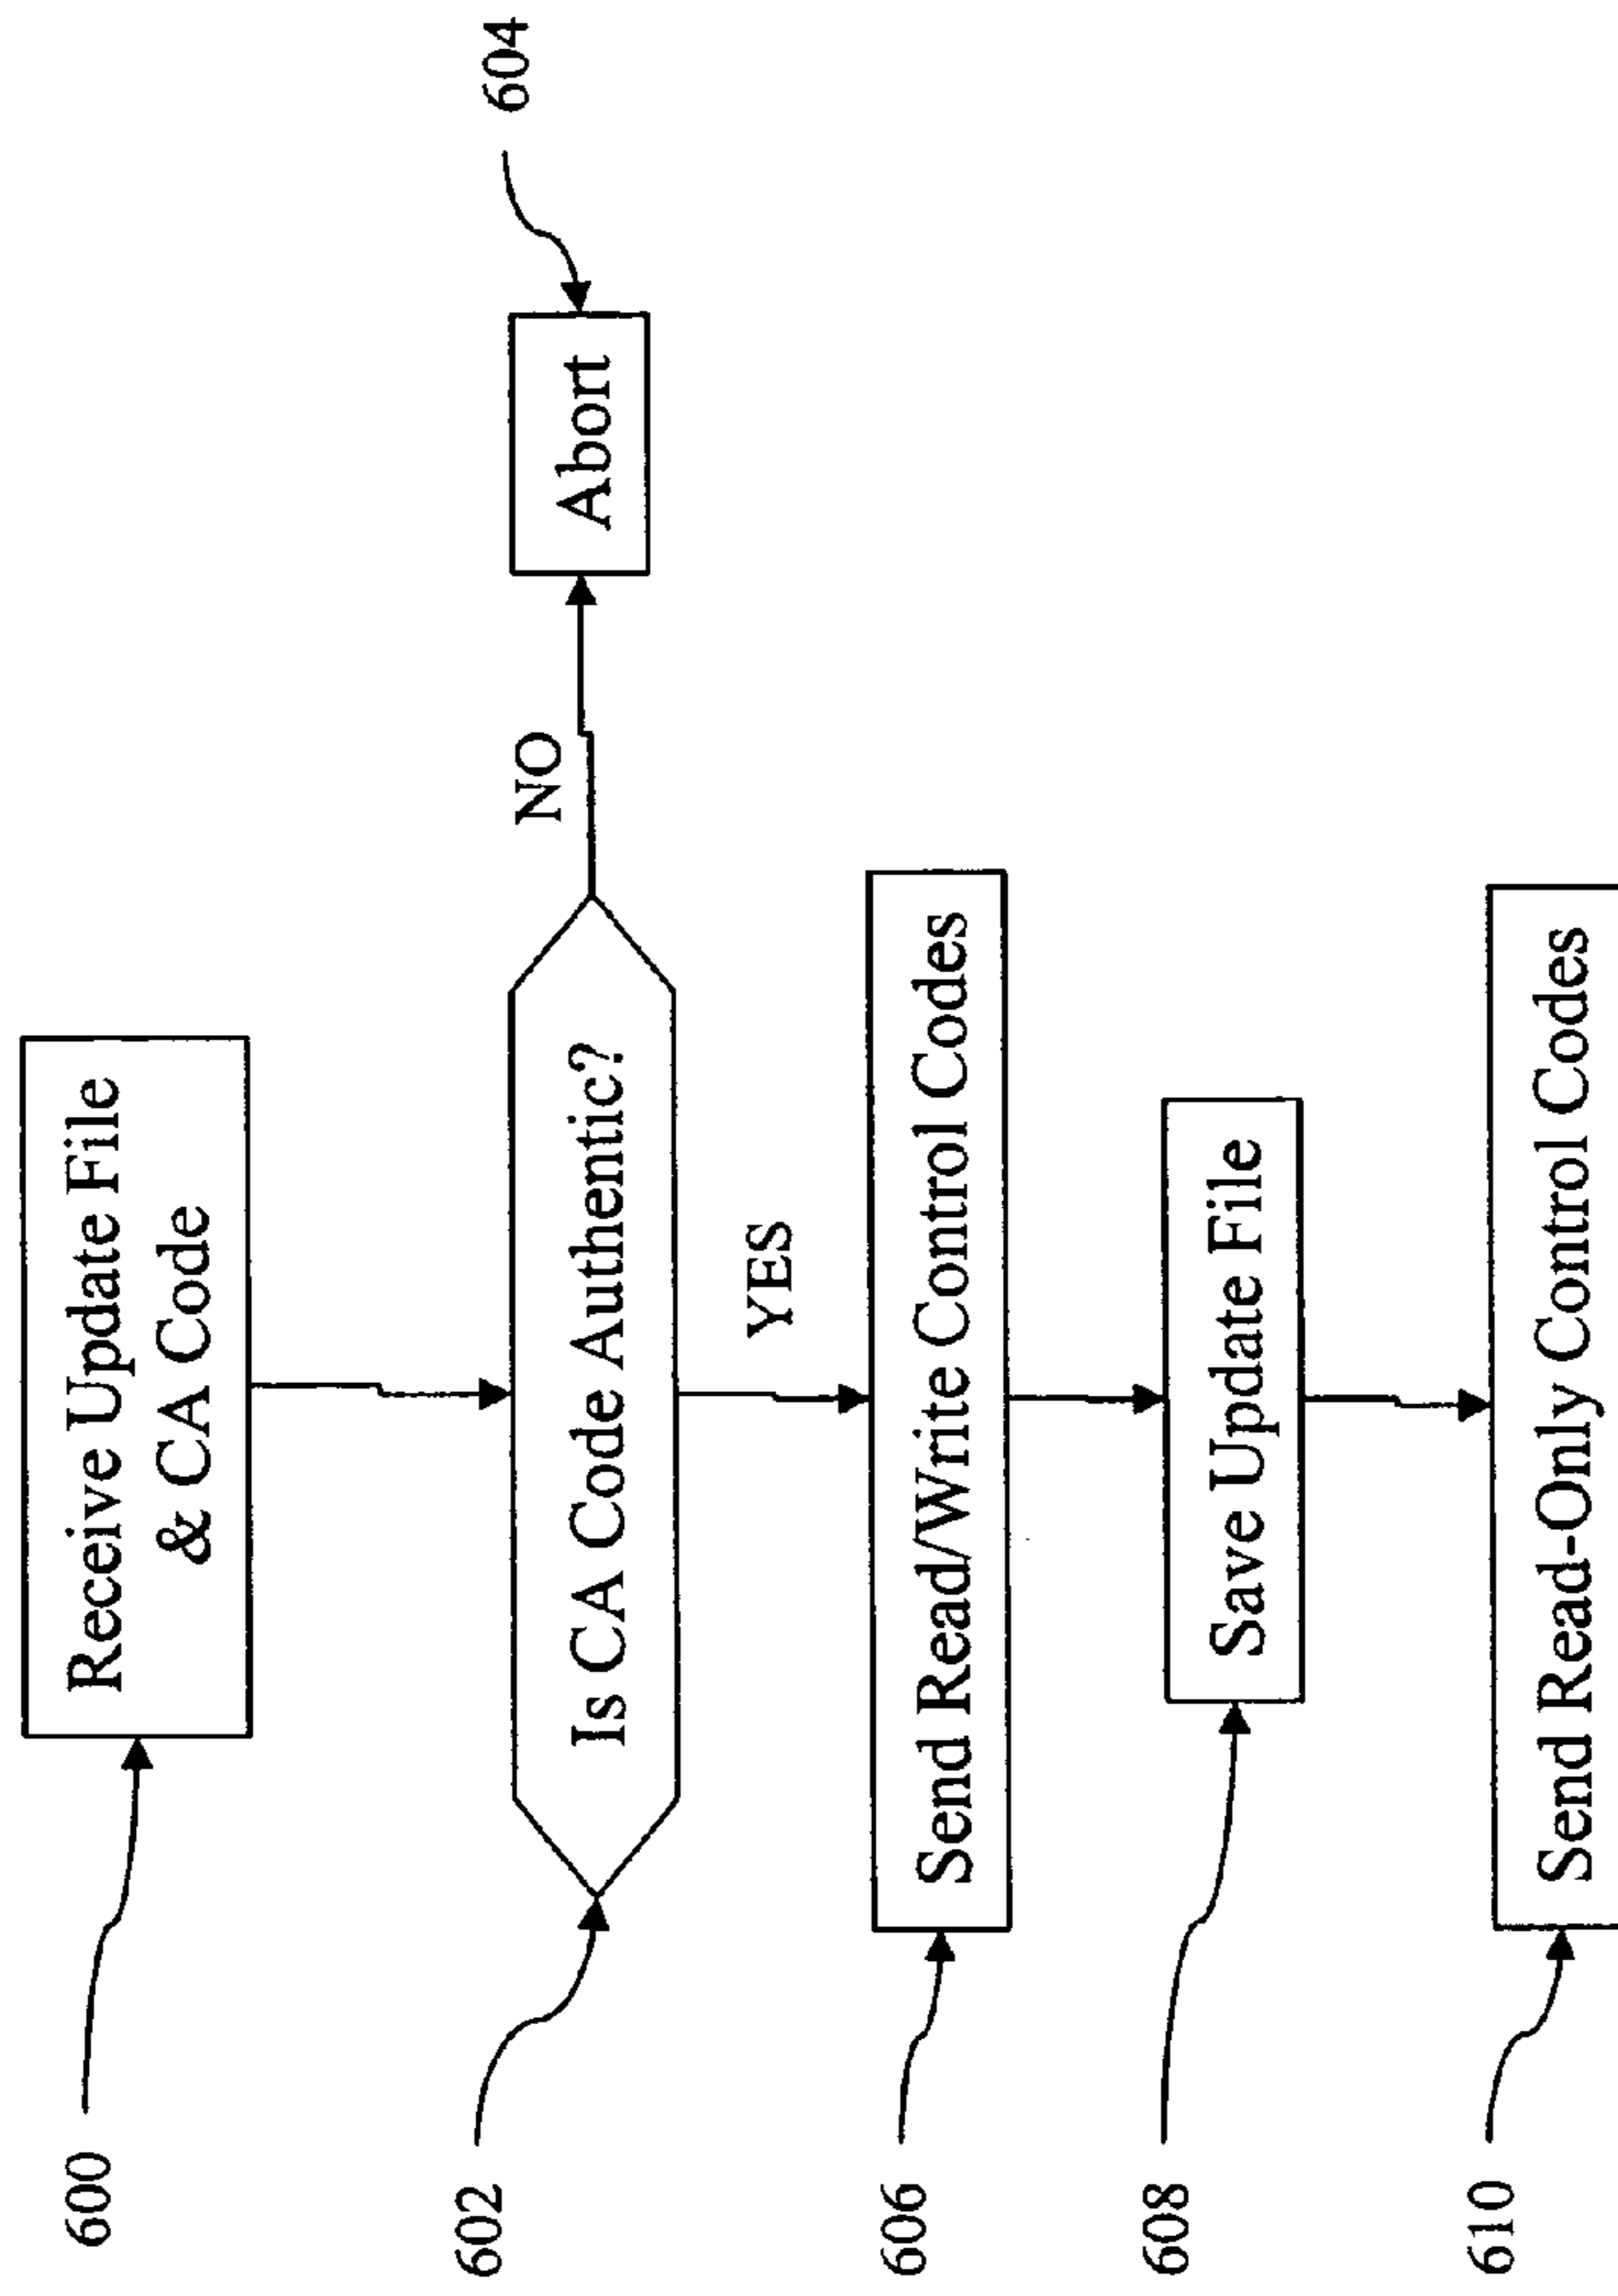 600
Receive Update File
& CA Code
602
Is CA Code Authentic?
NO
Abort
604
YES
606
Send Read/Write Control Codes
608
Save Update File
610
Send Read-Only Control Codes